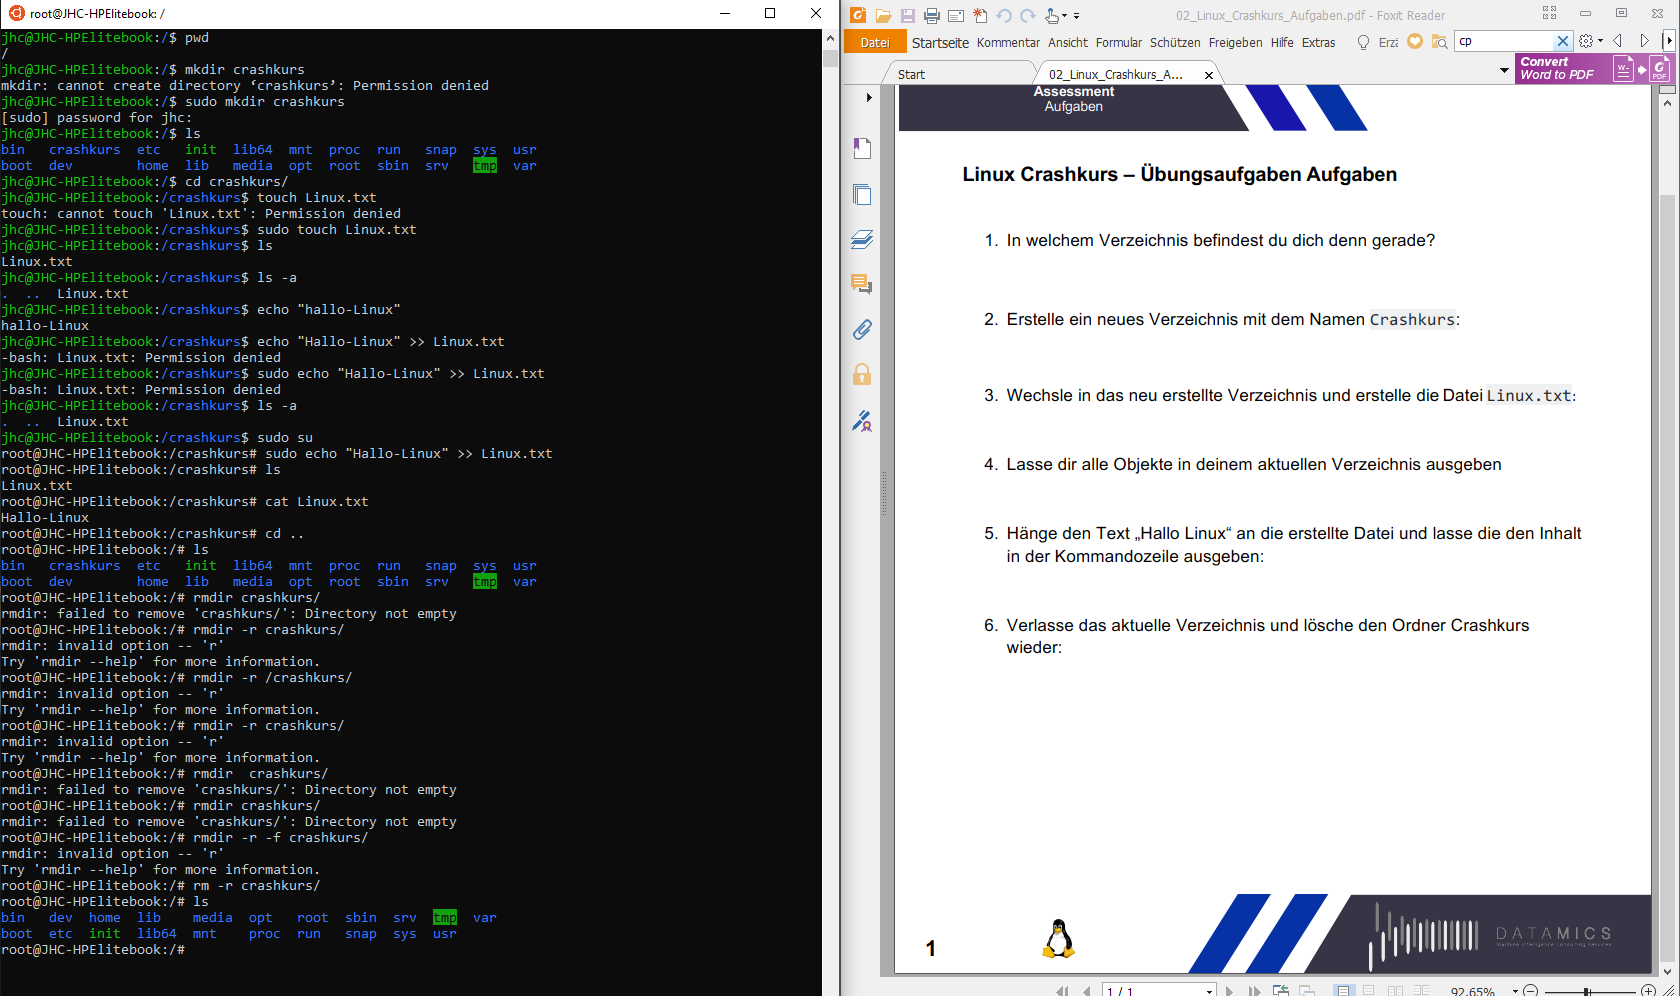 root@JHC-HPElitebook: /
jhc@JHC-HPElitebook:/$ pwd
/
jhc@JHC-HPElitebook:/$ mkdir crashkurs
mkdir: cannot create directory ‘crashkurs’: Permission denied
jhc@JHC-HPElitebook:/$ sudo mkdir crashkurs
[sudo] password for jhc:
jhc@JHC-HPElitebook:/$ ls
bin   crashkurs  etc   init  lib64  mnt  proc  run   snap  sys  usr
boot  dev        home  lib   media  opt  root  sbin  srv   tmp  var
jhc@JHC-HPElitebook:/$ cd crashkurs/
jhc@JHC-HPElitebook:/crashkurs$ touch Linux.txt
touch: cannot touch 'Linux.txt': Permission denied
jhc@JHC-HPElitebook:/crashkurs$ sudo touch Linux.txt
jhc@JHC-HPElitebook:/crashkurs$ ls
Linux.txt
jhc@JHC-HPElitebook:/crashkurs$ ls -a
.  ..  Linux.txt
jhc@JHC-HPElitebook:/crashkurs$ echo "hallo-Linux"
hallo-Linux
jhc@JHC-HPElitebook:/crashkurs$ echo "Hallo-Linux" >> Linux.txt
-bash: Linux.txt: Permission denied
jhc@JHC-HPElitebook:/crashkurs$ sudo echo "Hallo-Linux" >> Linux.txt
-bash: Linux.txt: Permission denied
jhc@JHC-HPElitebook:/crashkurs$ ls -a
.  ..  Linux.txt
jhc@JHC-HPElitebook:/crashkurs$ sudo su
root@JHC-HPElitebook:/crashkurs# sudo echo "Hallo-Linux" >> Linux.txt
root@JHC-HPElitebook:/crashkurs# ls
Linux.txt
root@JHC-HPElitebook:/crashkurs# cat Linux.txt
Hallo-Linux
root@JHC-HPElitebook:/crashkurs# cd ..
root@JHC-HPElitebook:/# ls
bin   crashkurs  etc   init  lib64  mnt  proc  run   snap  sys  usr
boot  dev        home  lib   media  opt  root  sbin  srv   tmp  var
root@JHC-HPElitebook:/# rmdir crashkurs/
rmdir: failed to remove 'crashkurs/': Directory not empty
root@JHC-HPElitebook:/# rmdir -r crashkurs/
rmdir: invalid option -- 'r'
Try 'rmdir --help' for more information.
root@JHC-HPElitebook:/# rmdir -r /crashkurs/
rmdir: invalid option -- 'r'
Try 'rmdir --help' for more information.
root@JHC-HPElitebook:/# rmdir -r crashkurs/
rmdir: invalid option -- 'r'
Try 'rmdir --help' for more information.
root@JHC-HPElitebook:/# rmdir  crashkurs/
rmdir: failed to remove 'crashkurs/': Directory not empty
root@JHC-HPElitebook:/# rmdir crashkurs/
rmdir: failed to remove 'crashkurs/': Directory not empty
root@JHC-HPElitebook:/# rmdir -r -f crashkurs/
rmdir: invalid option -- 'r'
Try 'rmdir --help' for more information.
root@JHC-HPElitebook:/# rm -r crashkurs/
root@JHC-HPElitebook:/# ls
bin   dev  home  lib    media  opt   root  sbin  srv  tmp  var
boot  etc  init  lib64  mnt    proc  run   snap  sys  usr
root@JHC-HPElitebook:/#
02_Linux_Crashkurs_Aufgaben.pdf - Foxit Reader
Datei Startseite Kommentar Ansicht Formular Schützen Freigeben Hilfe Extras Erzi cp
Start 02_Linux_Crashkurs_A...
Convert
Word to PDF
PDF
Assessment
Aufgaben
Linux Crashkurs – Übungsaufgaben Aufgaben
1. In welchem Verzeichnis befindest du dich denn gerade?
2. Erstelle ein neues Verzeichnis mit dem Namen Crashkurs:
3. Wechsle in das neu erstellte Verzeichnis und erstelle die Datei Linux.txt:
4. Lasse dir alle Objekte in deinem aktuellen Verzeichnis ausgeben
5. Hänge den Text „Hallo Linux“ an die erstellte Datei und lasse die den Inhalt
in der Kommandozeile ausgeben:
6. Verlasse das aktuelle Verzeichnis und lösche den Ordner Crashkurs
wieder:
1
DATAMICS
machine intelligence consulting services
1 / 1
92.65%